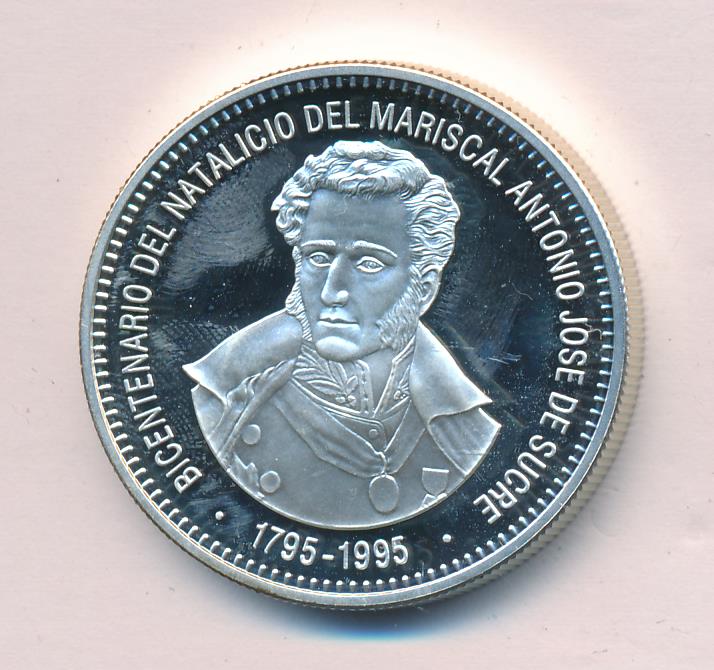 BICENTENARIO DEL NATALICIO DEL MARISCAL ANTONIO JOSE DE SUCRE
· 1795-1995 ·